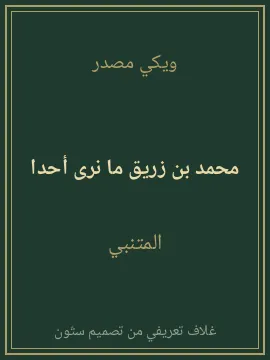 ويكي مصدر
محمد بن زريق ما نرى أحدا
المتنبي
غلاف تعريفي من تصميم سثون